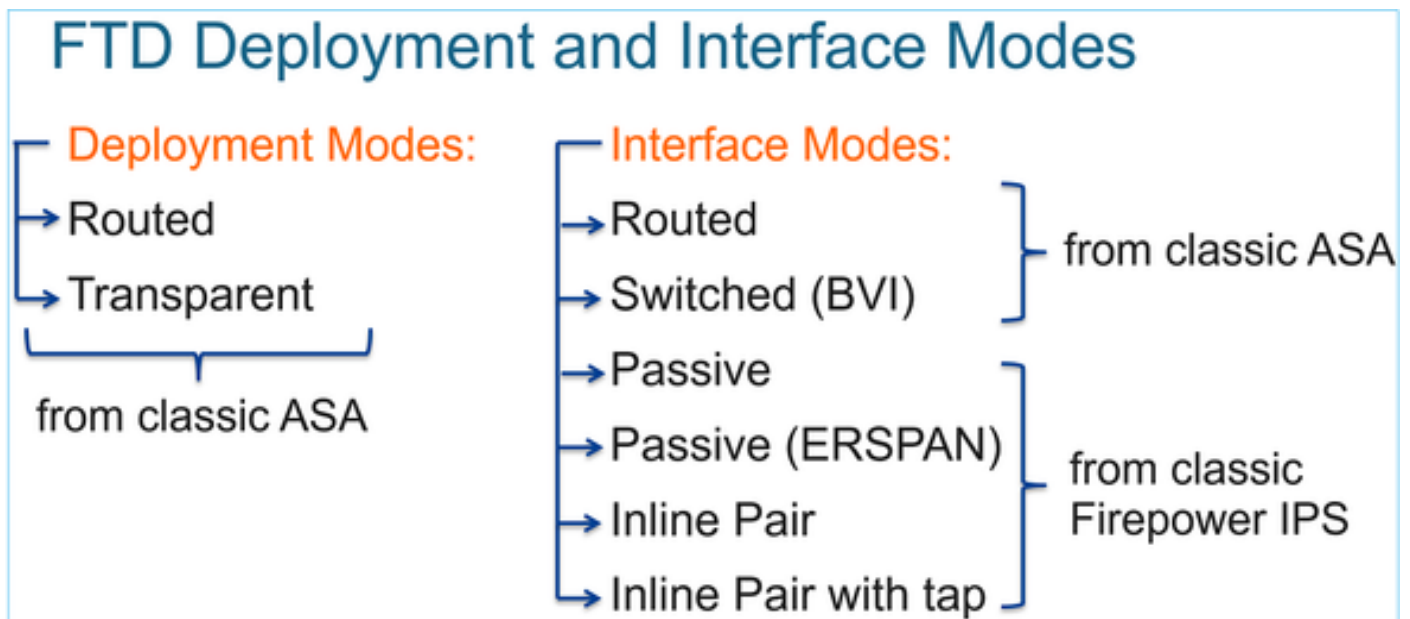 FTD Deployment and Interface Modes
Deployment Modes:
Routed
Transparent
from classic ASA
Interface Modes:
Routed
Switched (BVI)
from classic ASA
Passive
Passive (ERSPAN)
Inline Pair
Inline Pair with tap
from classic
Firepower IPS